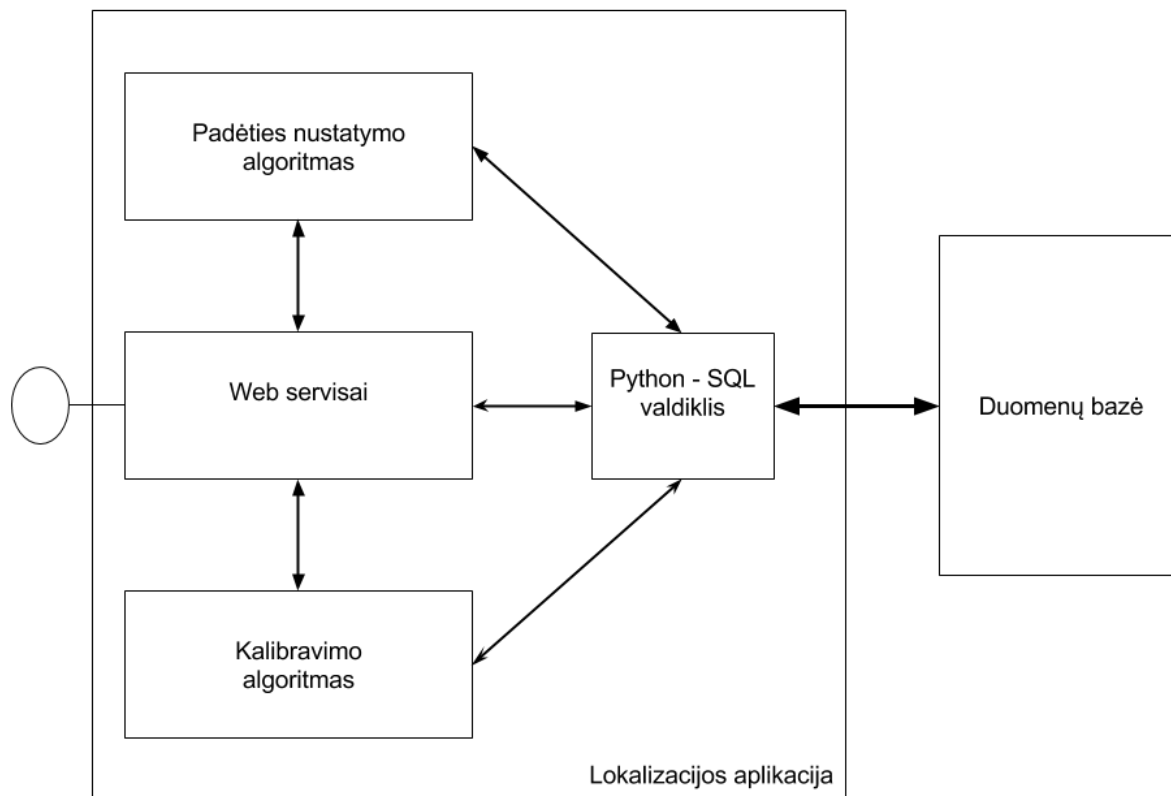 Padėties nustatymo
algoritmas
Web servisai
Python - SQL
valdiklis
Duomenų bazė
Kalibravimo
algoritmas
Lokalizacijos aplikacija